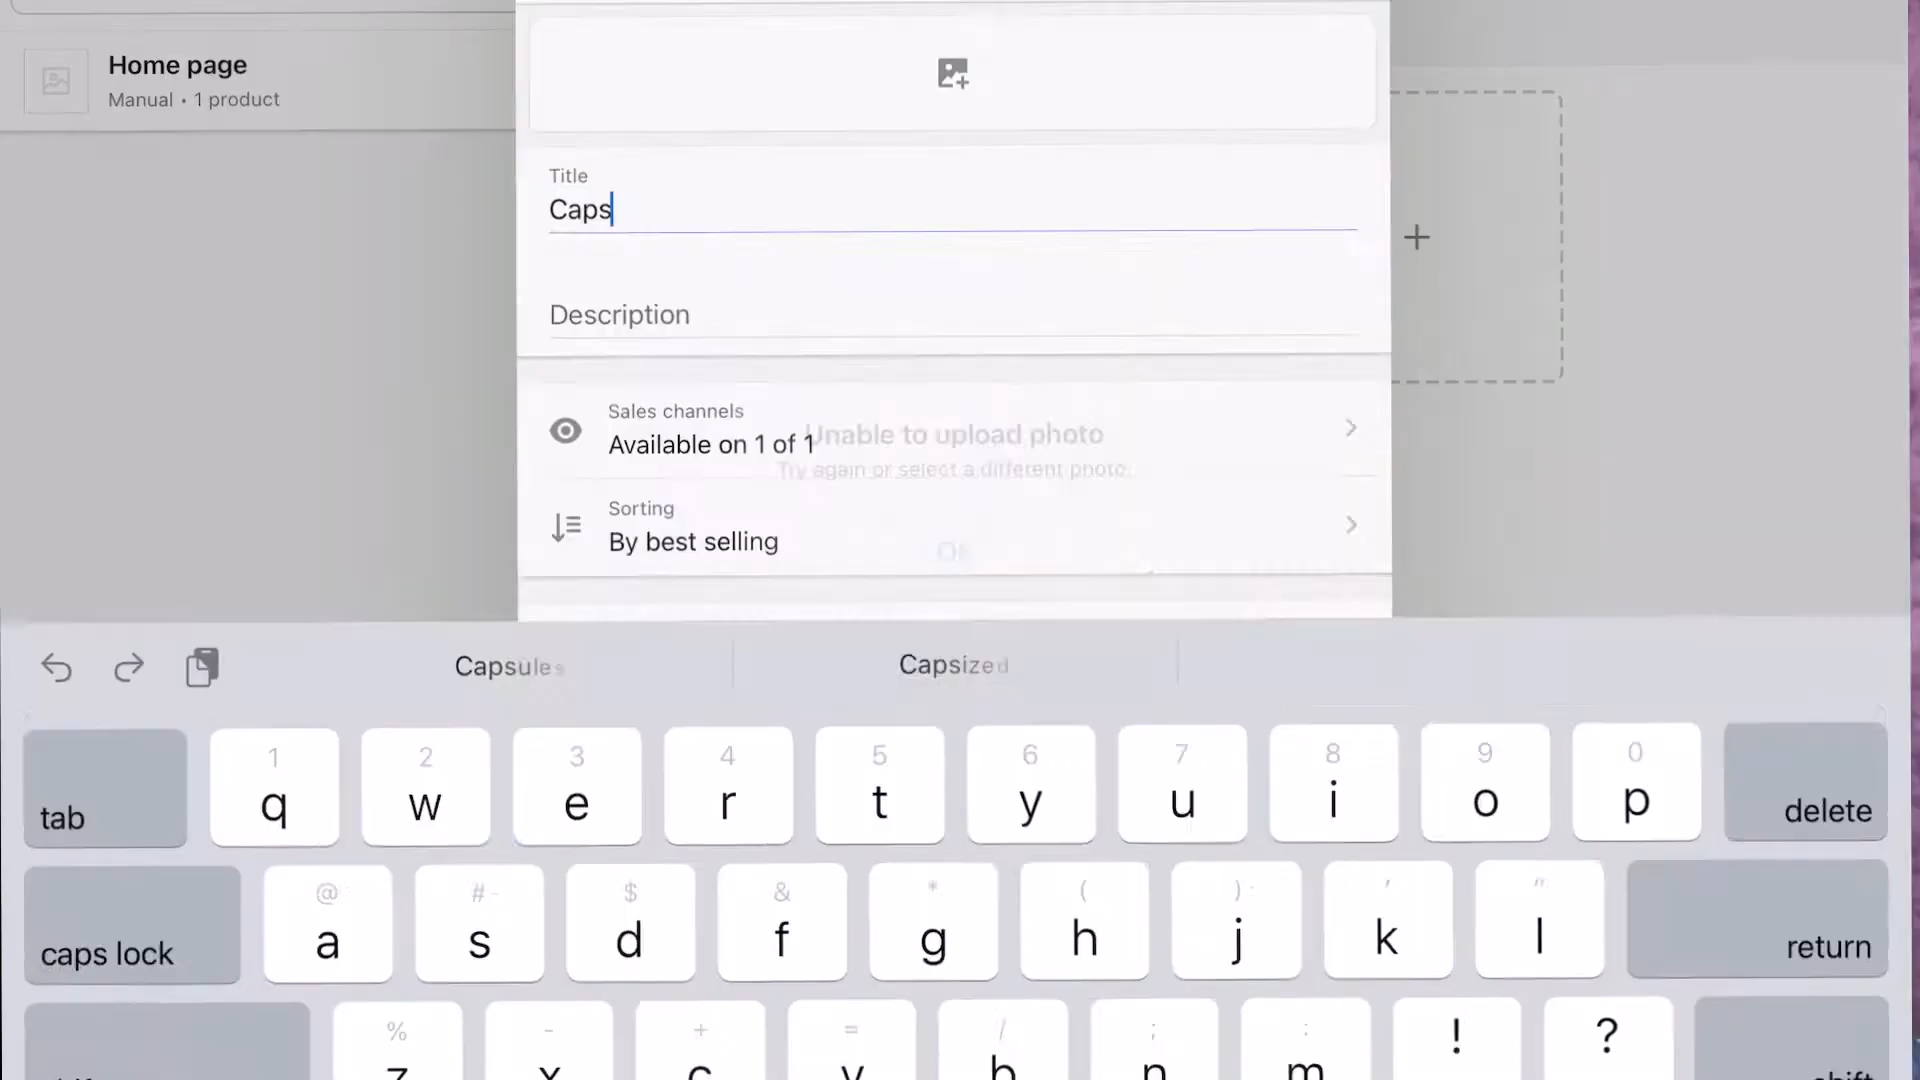 Home page
Manual • 1 product
Title
Caps
Description
Sales channels
Available on 1 of 1
Unable to upload photo
Try again or select a different photo.
Sorting
By best selling
OK
Capsules
Capsized
1 2 3 4 5 6 7 8 9 0
tab q w e r t y u i o p delete
@ # $ & * ( ) ' "
caps lock a s d f g h j k l return
% - + = / ; : ! ?
z x c v b n m shift